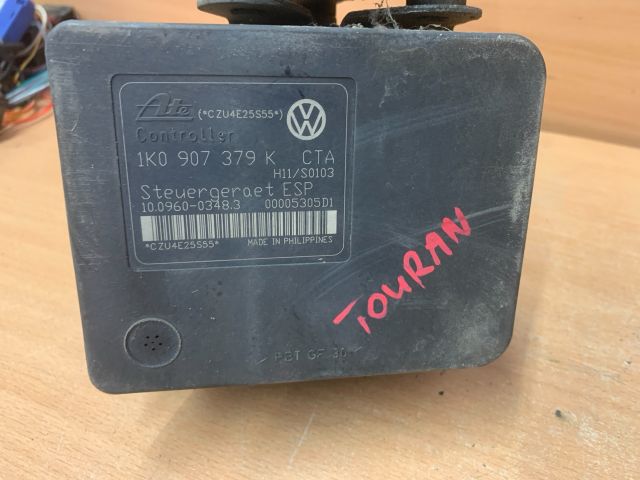 Ate (*CZU4E25S55*)
Controller
1K0 907 379 K CTA
H11/S0103
Steuergeraet ESP
10.0960-0348.3 00005305D1
*CZU4E25S55* MADE IN PHILIPPINES
TOURAN
PBT GF 30